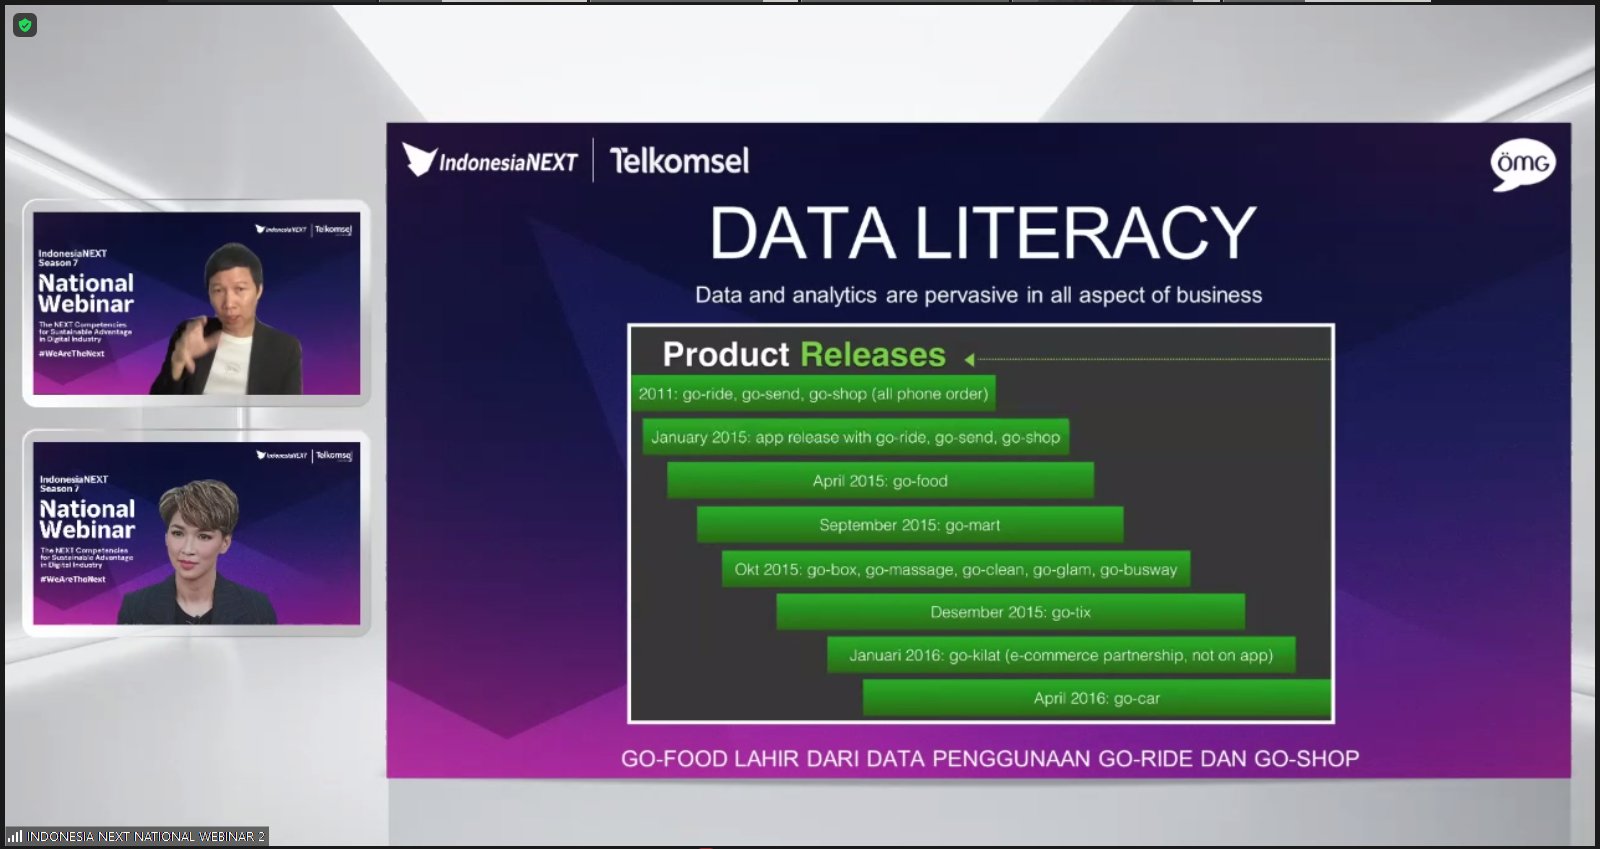 IndonesiaNEXT Telkomsel
ömG
DATA LITERACY
Data and analytics are pervasive in all aspect of business
Product Releases
2011: go-ride, go-send, go-shop (all phone order)
January 2015: app release with go-ride, go-send, go-shop
April 2015: go-food
September 2015: go-mart
Okt 2015: go-box, go-massage, go-clean, go-glam, go-busway
Desember 2015: go-tix
Januari 2016: go-kilat (e-commerce partnership, not on app)
April 2016: go-car
GO-FOOD LAHIR DARI DATA PENGGUNAAN GO-RIDE DAN GO-SHOP
IndonesiaNEXT Telkomsel
IndonesiaNEXT
Season 7
National
Webinar
The NEXT Competencies
for Sustainable Advantage
in Digital Industry
#WeAreTheNext
IndonesiaNEXT Telkomsel
IndonesiaNEXT
Season 7
National
Webinar
The NEXT Competencies
for Sustainable Advantage
in Digital Industry
#WeAreTheNext
INDONESIA NEXT NATIONAL WEBINAR 2